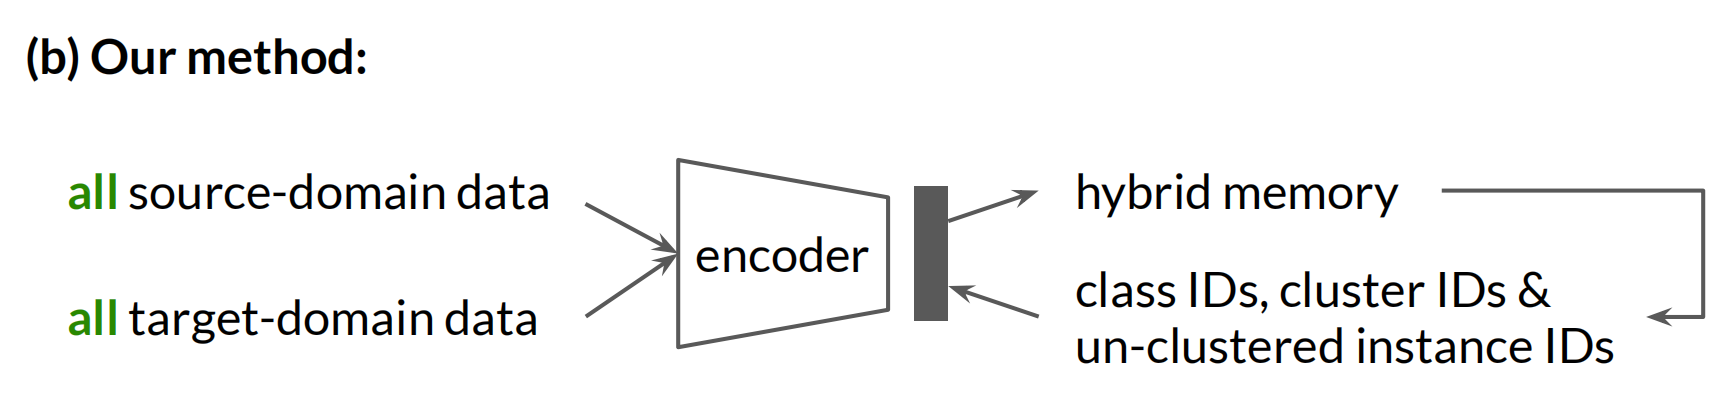 (b) Our method:
all source-domain data
all target-domain data
encoder
hybrid memory
class IDs, cluster IDs &
un-clustered instance IDs